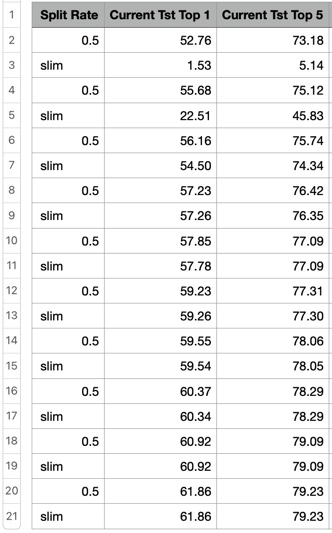 1 Split Rate Current Tst Top 1 Current Tst Top 5
2 0.5 52.76 73.18
3 slim 1.53 5.14
4 0.5 55.68 75.12
5 slim 22.51 45.83
6 0.5 56.16 75.74
7 slim 54.50 74.34
8 0.5 57.23 76.42
9 slim 57.26 76.35
10 0.5 57.85 77.09
11 slim 57.78 77.09
12 0.5 59.23 77.31
13 slim 59.26 77.30
14 0.5 59.55 78.06
15 slim 59.54 78.05
16 0.5 60.37 78.29
17 slim 60.34 78.29
18 0.5 60.92 79.09
19 slim 60.92 79.09
20 0.5 61.86 79.23
21 slim 61.86 79.23